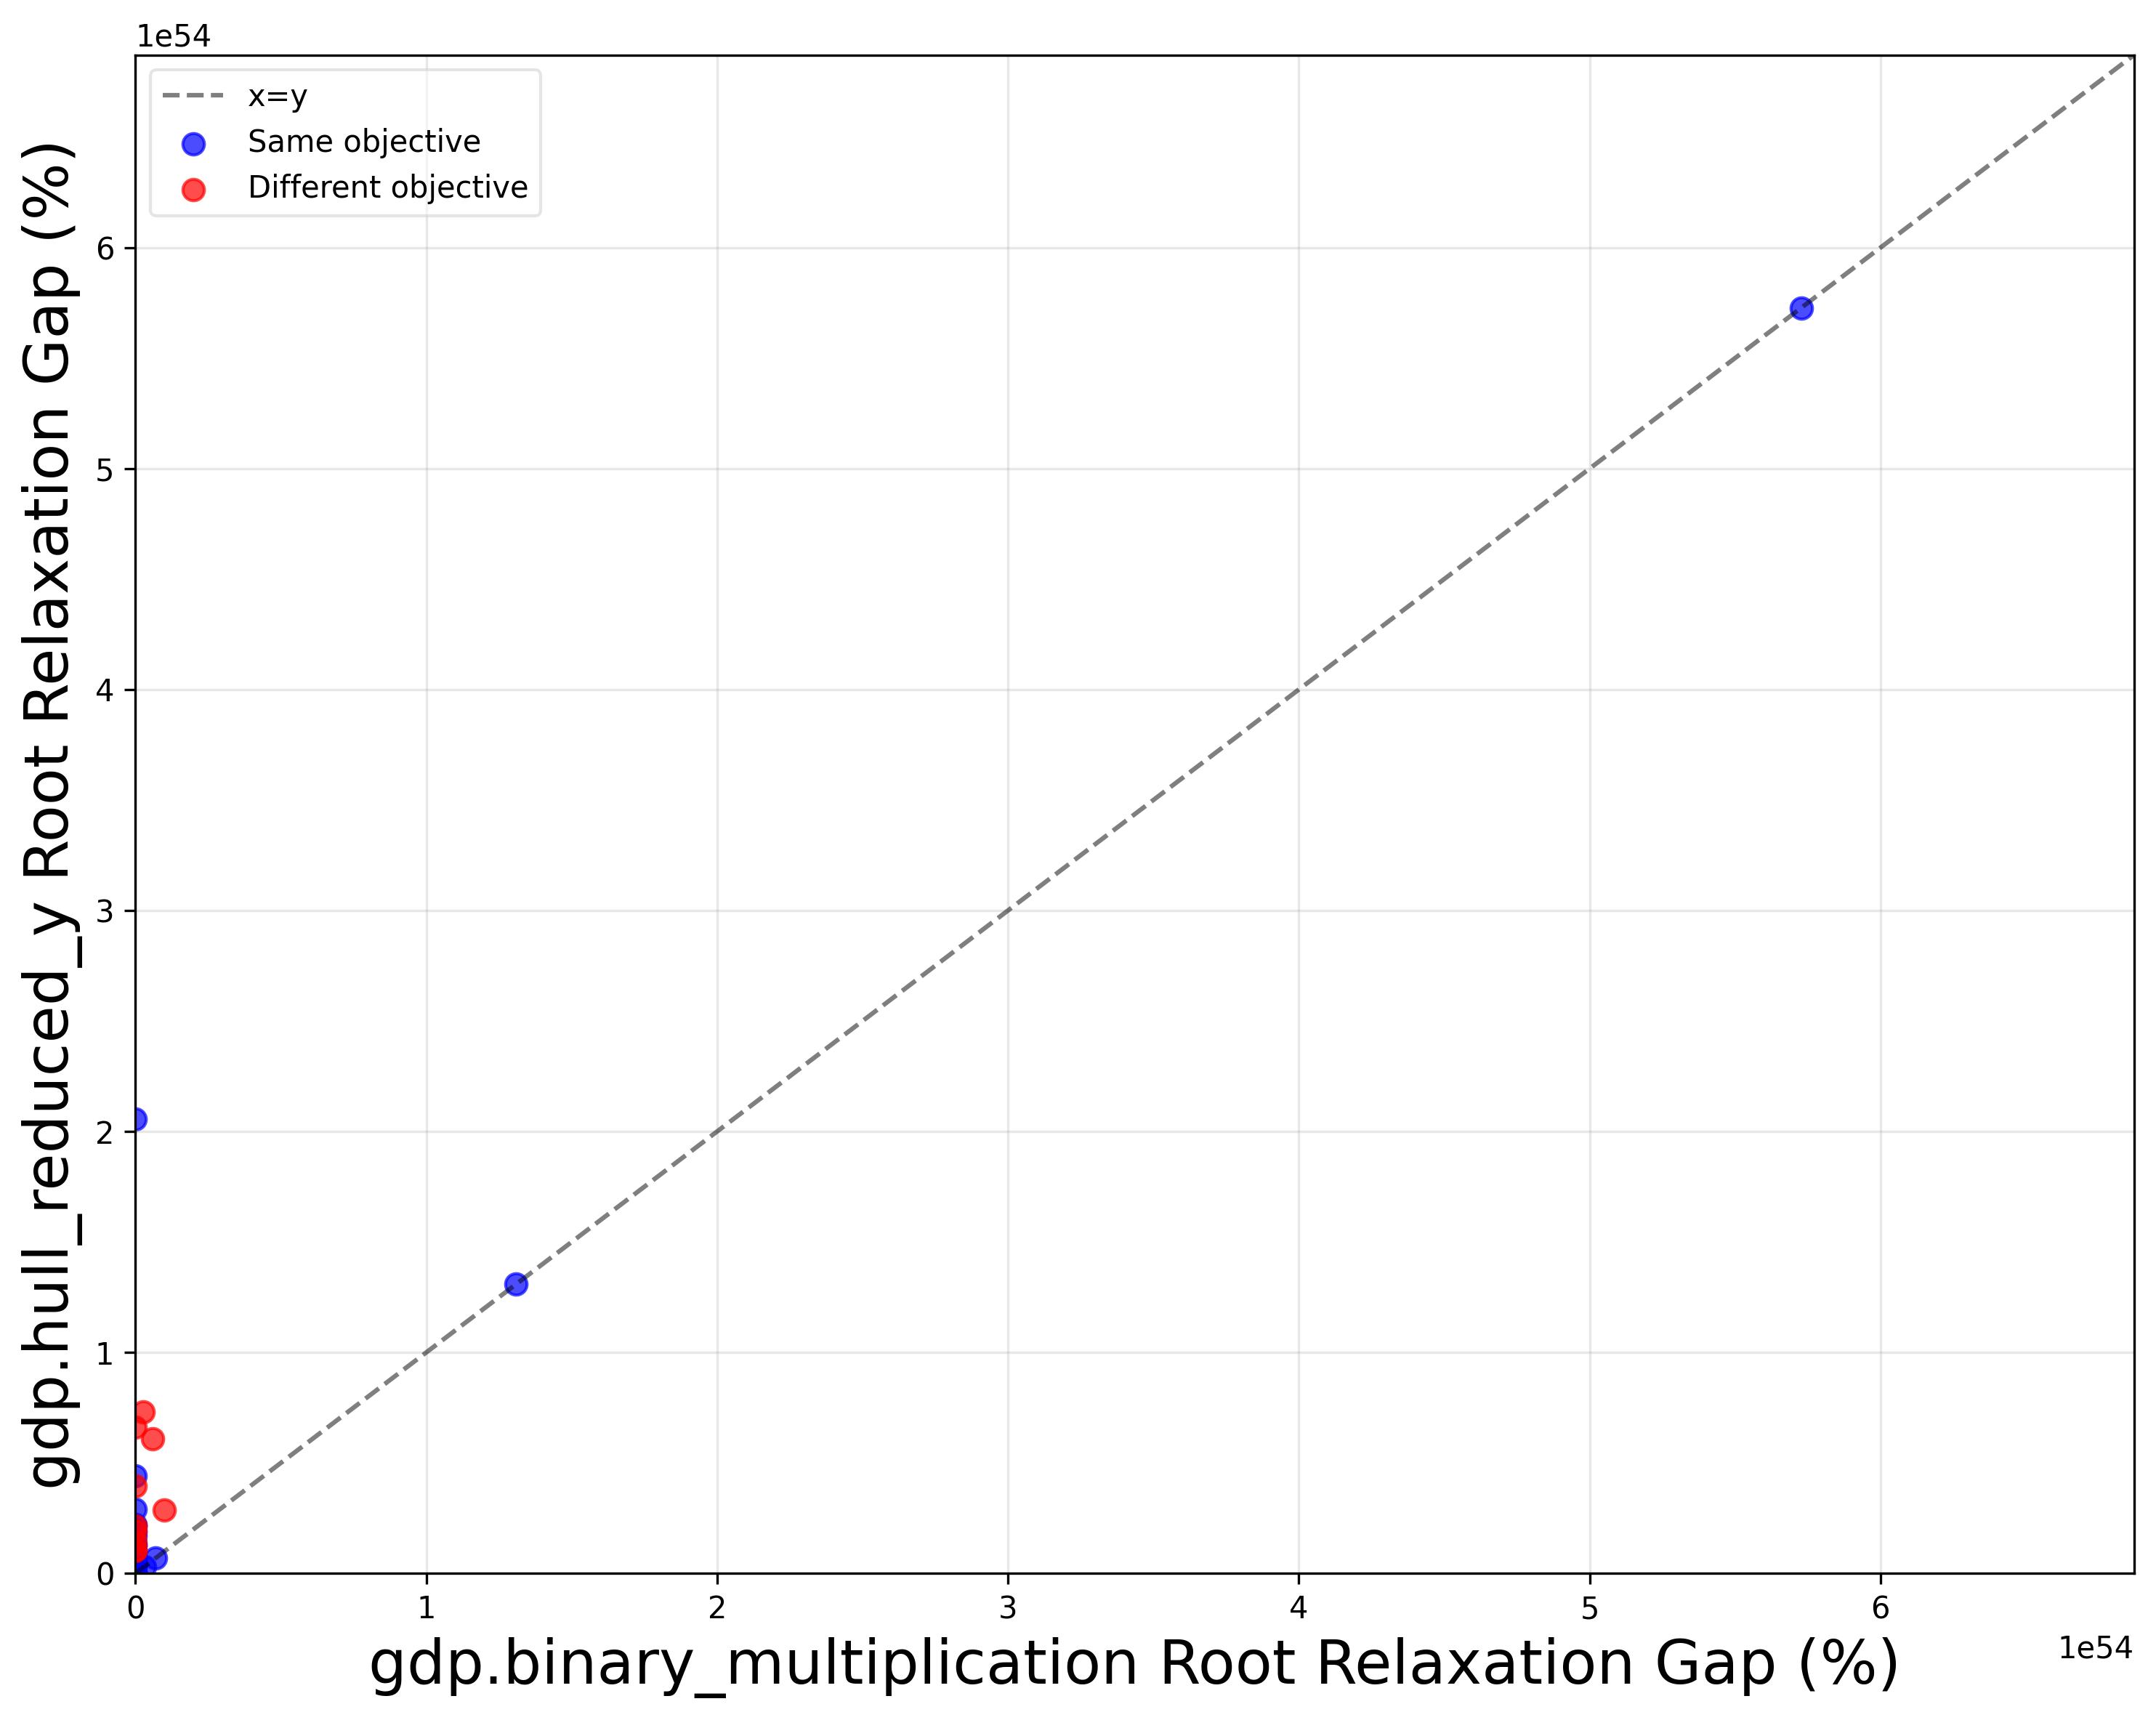 1e54
x=y
Same objective
Different objective
gdp.hull_reduced_y Root Relaxation Gap (%)
6
5
4
3
2
1
0
0 1 2 3 4 5 6
1e54
gdp.binary_multiplication Root Relaxation Gap (%)